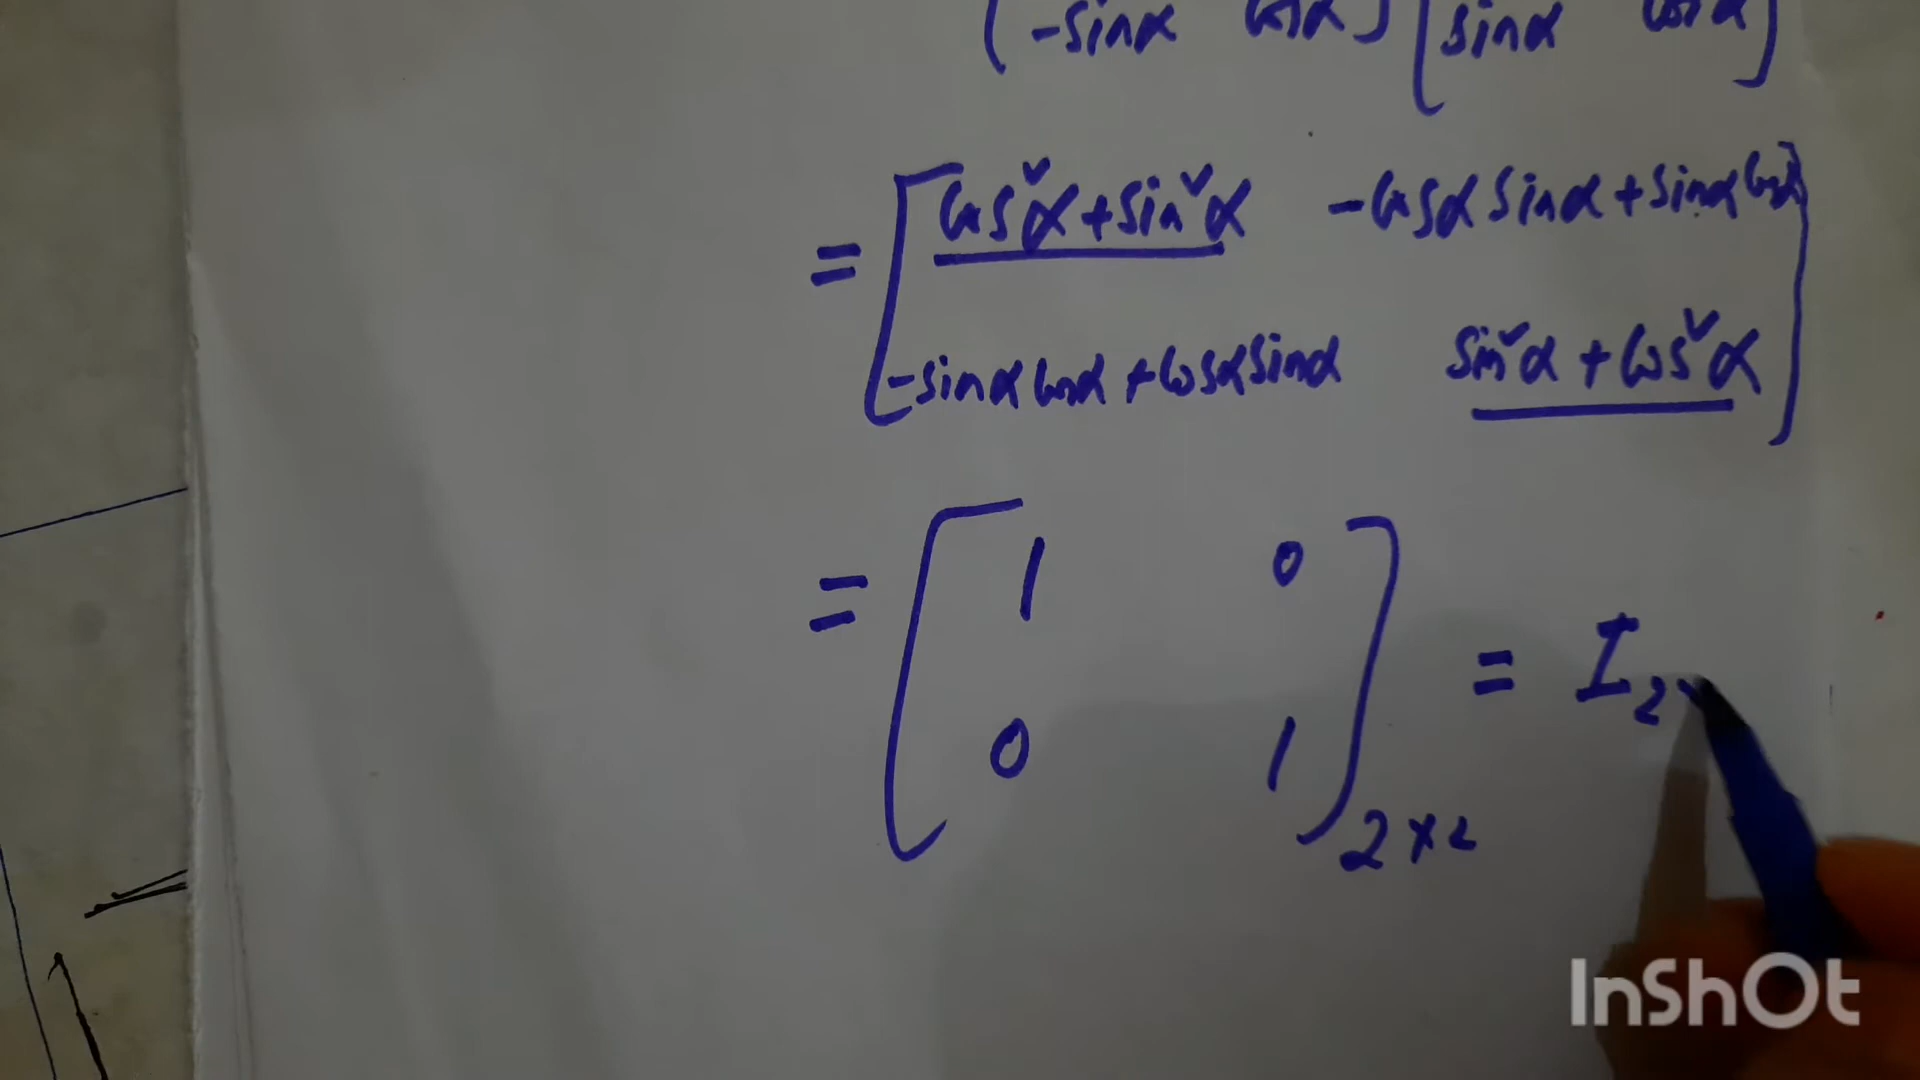 -sinα cosα] [sinα cosα]
= [cos²α+sin²α -cosα sinα+sinα cosα
-sinα cosα +cosα sinα sin²α + cos²α]
= [1 0
0 1] 2×2 = I2×
InShOt